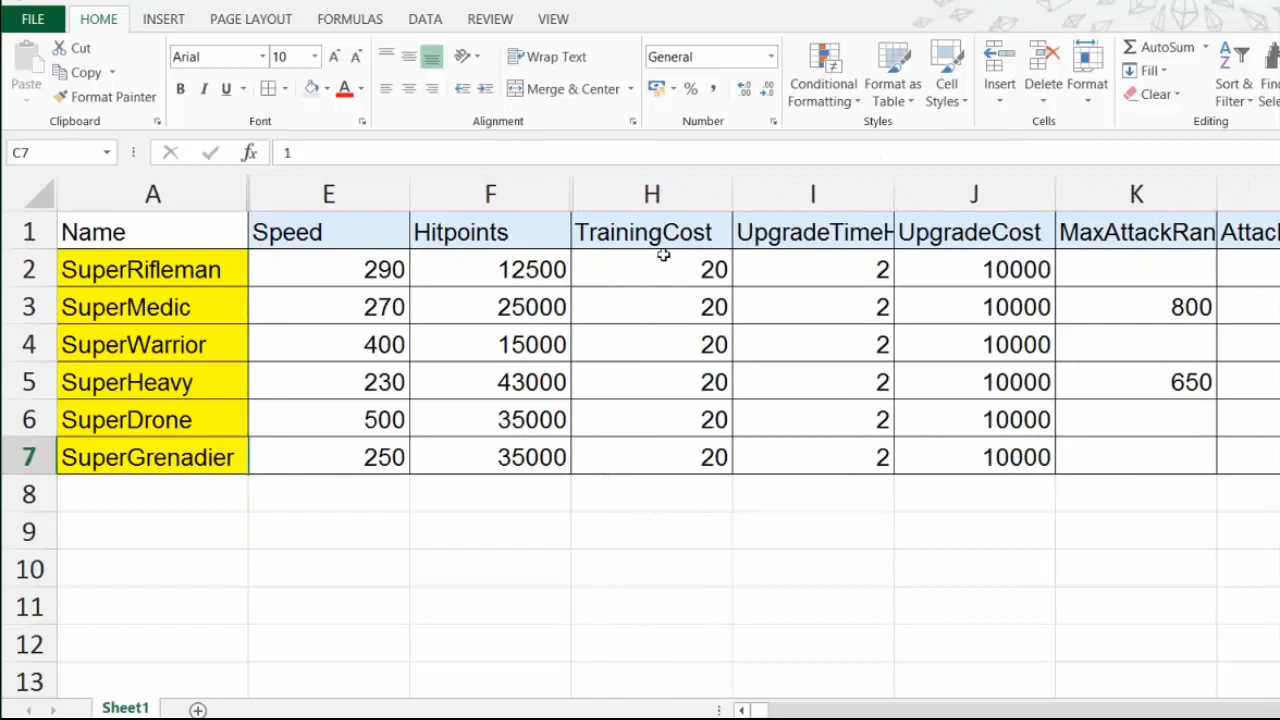 FILE HOME INSERT PAGE LAYOUT FORMULAS DATA REVIEW VIEW
Cut Arial 10 Wrap Text General AutoSum
Copy Fill
Paste Format Painter B I U A Merge & Center % , Conditional Formatting Format as Table Cell Styles Insert Delete Format Clear Sort & Filter
Clipboard Font Alignment Number Styles Cells Editing
C7 fx 1
A E F H I J K
1 Name Speed Hitpoints TrainingCost UpgradeTimeH UpgradeCost MaxAttackRan Attac
2 SuperRifleman 290 12500 20 2 10000
3 SuperMedic 270 25000 20 2 10000 800
4 SuperWarrior 400 15000 20 2 10000
5 SuperHeavy 230 43000 20 2 10000 650
6 SuperDrone 500 35000 20 2 10000
7 SuperGrenadier 250 35000 20 2 10000
8
9
10
11
12
13
Sheet1